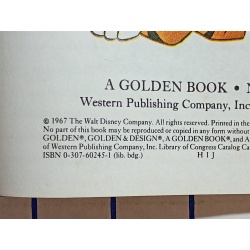 A GOLDEN BOOK • N
Western Publishing Company, Inc
© 1967 The Walt Disney Company. All rights reserved. Printed in the
No part of this book may be reproduced or copied in any form without
GOLDEN®, GOLDEN & DESIGN®, A GOLDEN BOOK®, and A
of Western Publishing Company, Inc. Library of Congress Catalog Ca
ISBN 0-307-60245-1 (lib. bdg.) H I J